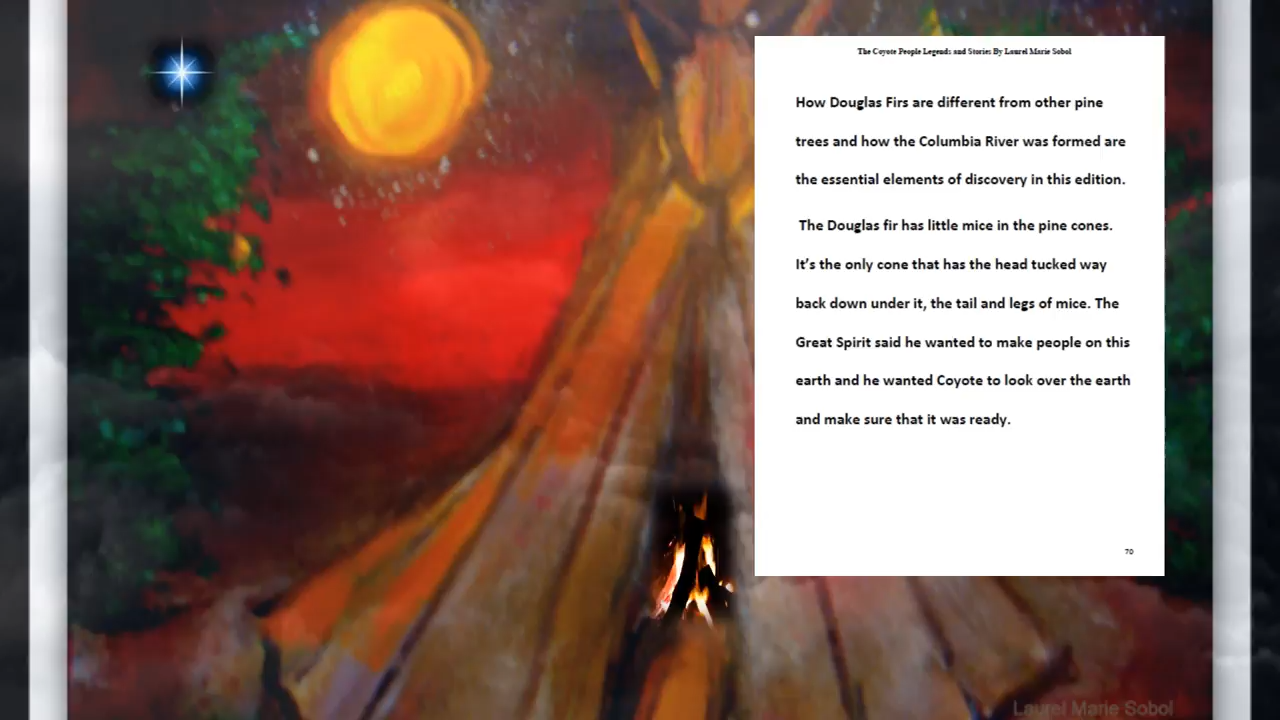 The Coyote People Legends and Stories By Laurel Marie Sobol
How Douglas Firs are different from other pine
trees and how the Columbia River was formed are
the essential elements of discovery in this edition.
The Douglas fir has little mice in the pine cones.
It’s the only cone that has the head tucked way
back down under it, the tail and legs of mice. The
Great Spirit said he wanted to make people on this
earth and he wanted Coyote to look over the earth
and make sure that it was ready.
70
Laurel Marie Sobol